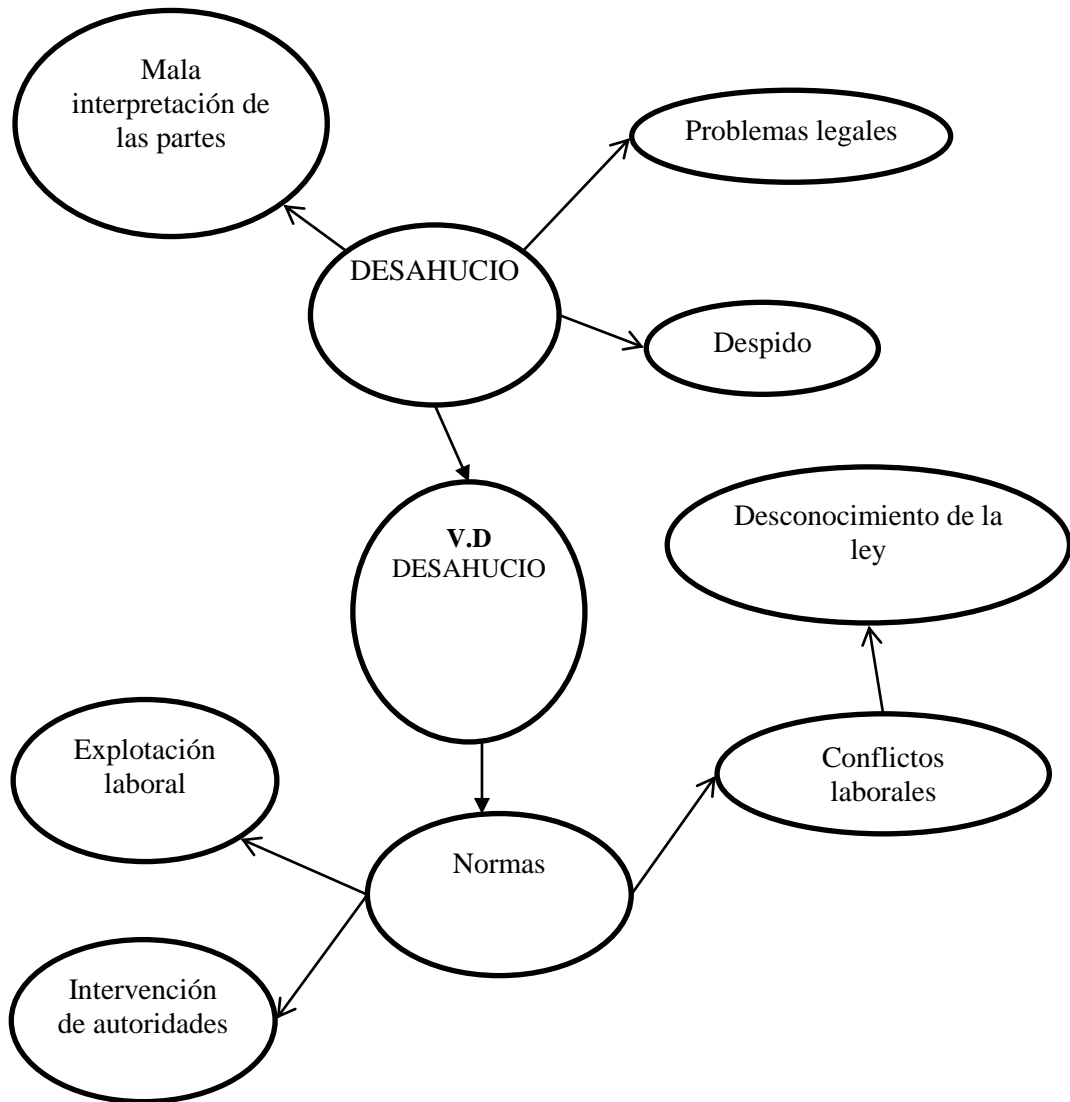 Mala
interpretación de
las partes
Problemas legales
DESAHUCIO
Despido
V.D
DESAHUCIO
Desconocimiento de la
ley
Explotación
laboral
Conflictos
laborales
Normas
Intervención
de autoridades